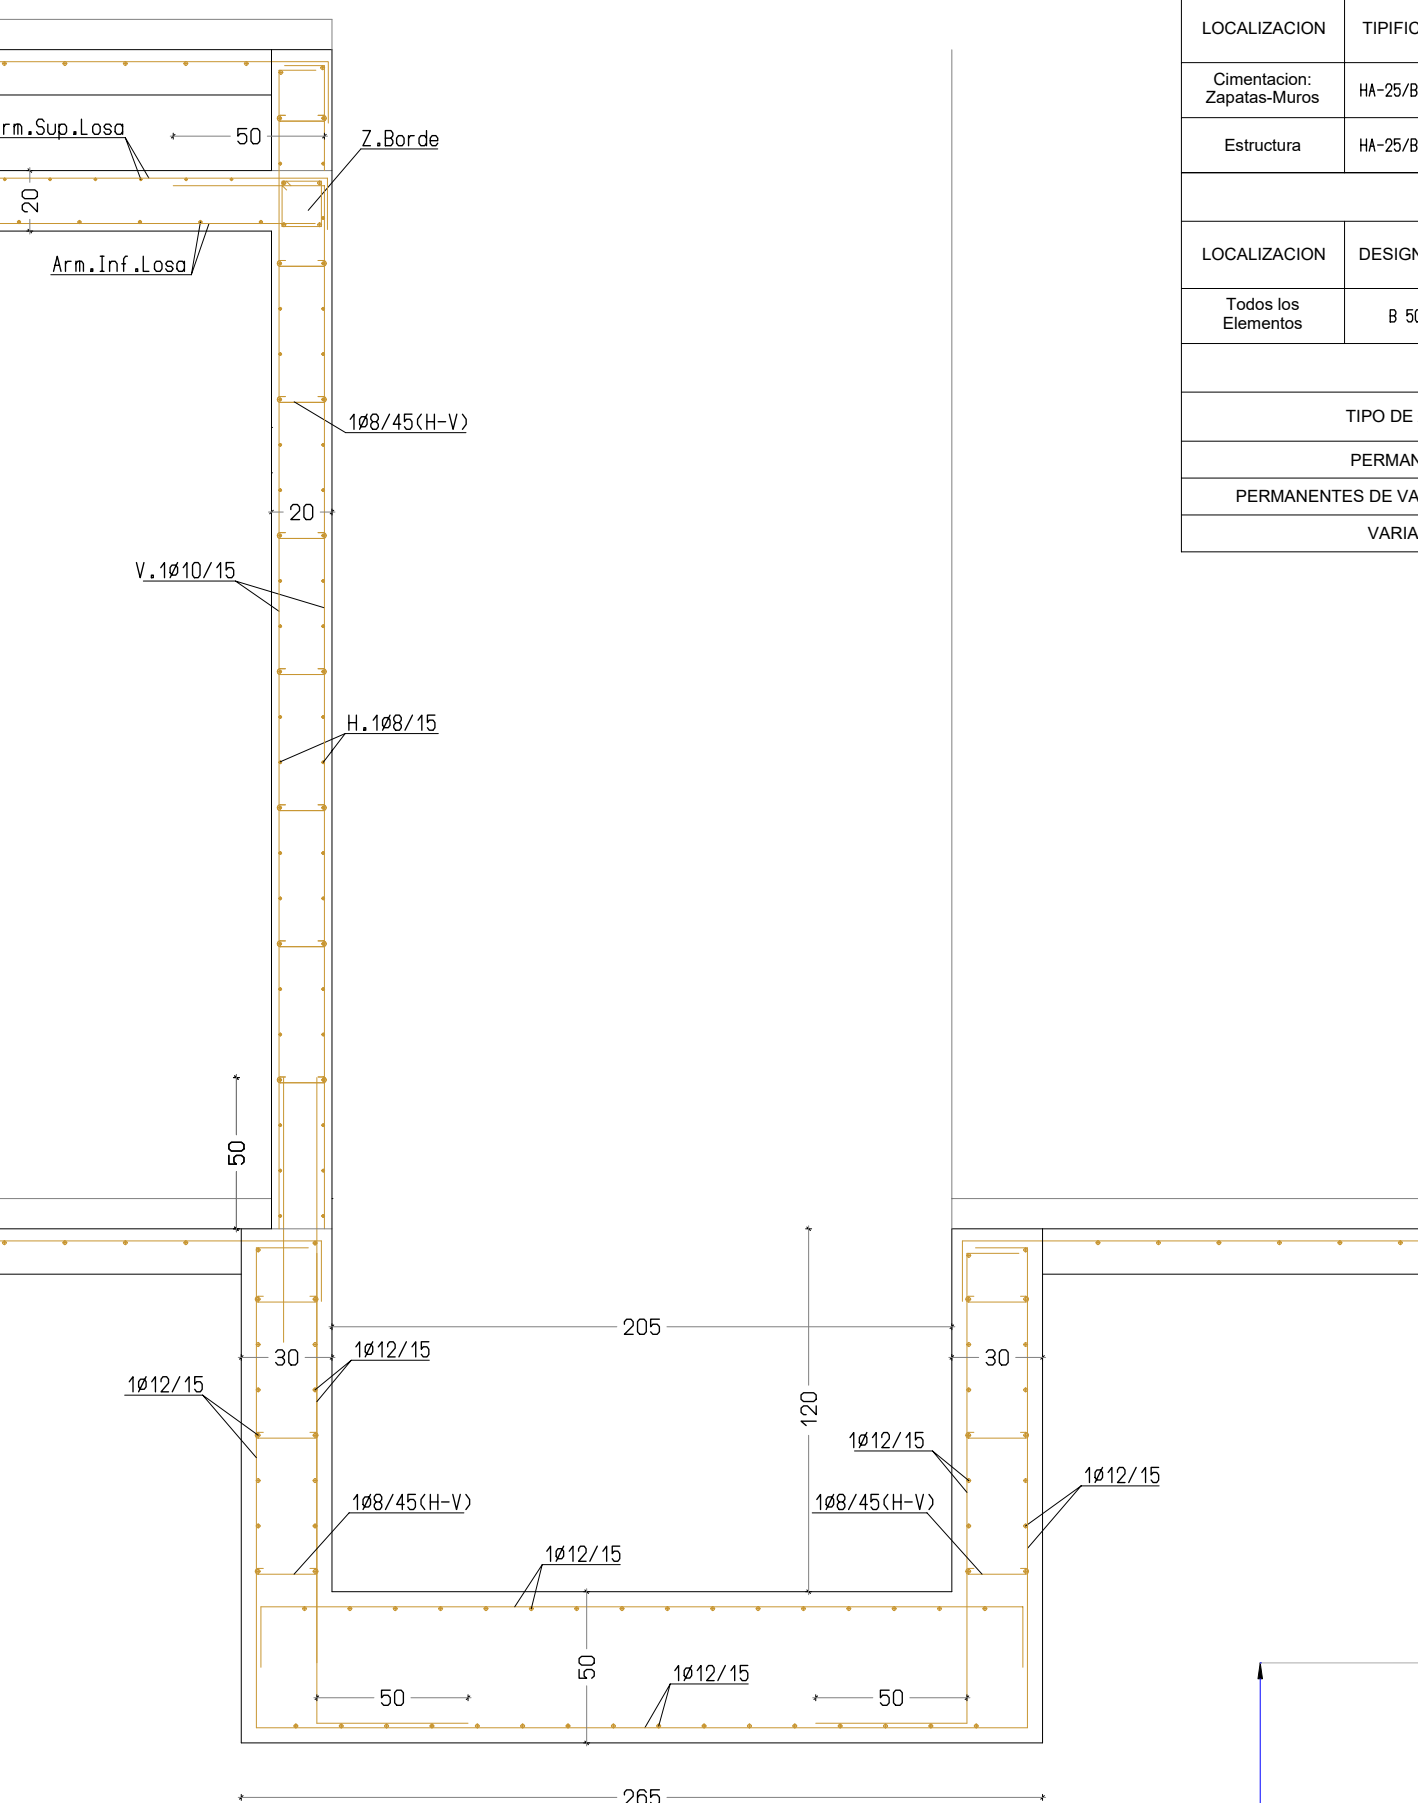 LOCALIZACION
TIPIFIC
Cimentacion:
Zapatas-Muros
HA-25/B
Estructura
HA-25/B
LOCALIZACION
DESIGN
Todos los
Elementos
B 50
TIPO DE
PERMAN
PERMANENTES DE VA
VARIA
rm.Sup.Losa
50
Z.Borde
20
Arm.Inf.Losa
1ø8/45(H-V)
20
V.1ø10/15
H.1ø8/15
50
205
30
1ø12/15
30
1ø12/15
120
1ø12/15
1ø12/15
1ø8/45(H-V)
1ø8/45(H-V)
1ø12/15
50
1ø12/15
50
50
265